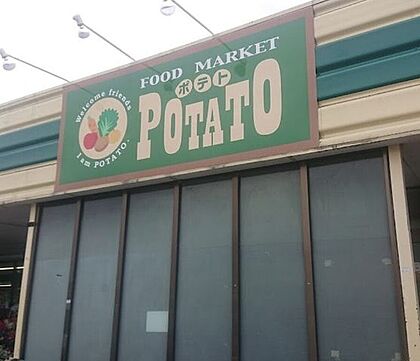 Welcome friends
I am POTATO.
FOOD MARKET
ポテト
POTATO